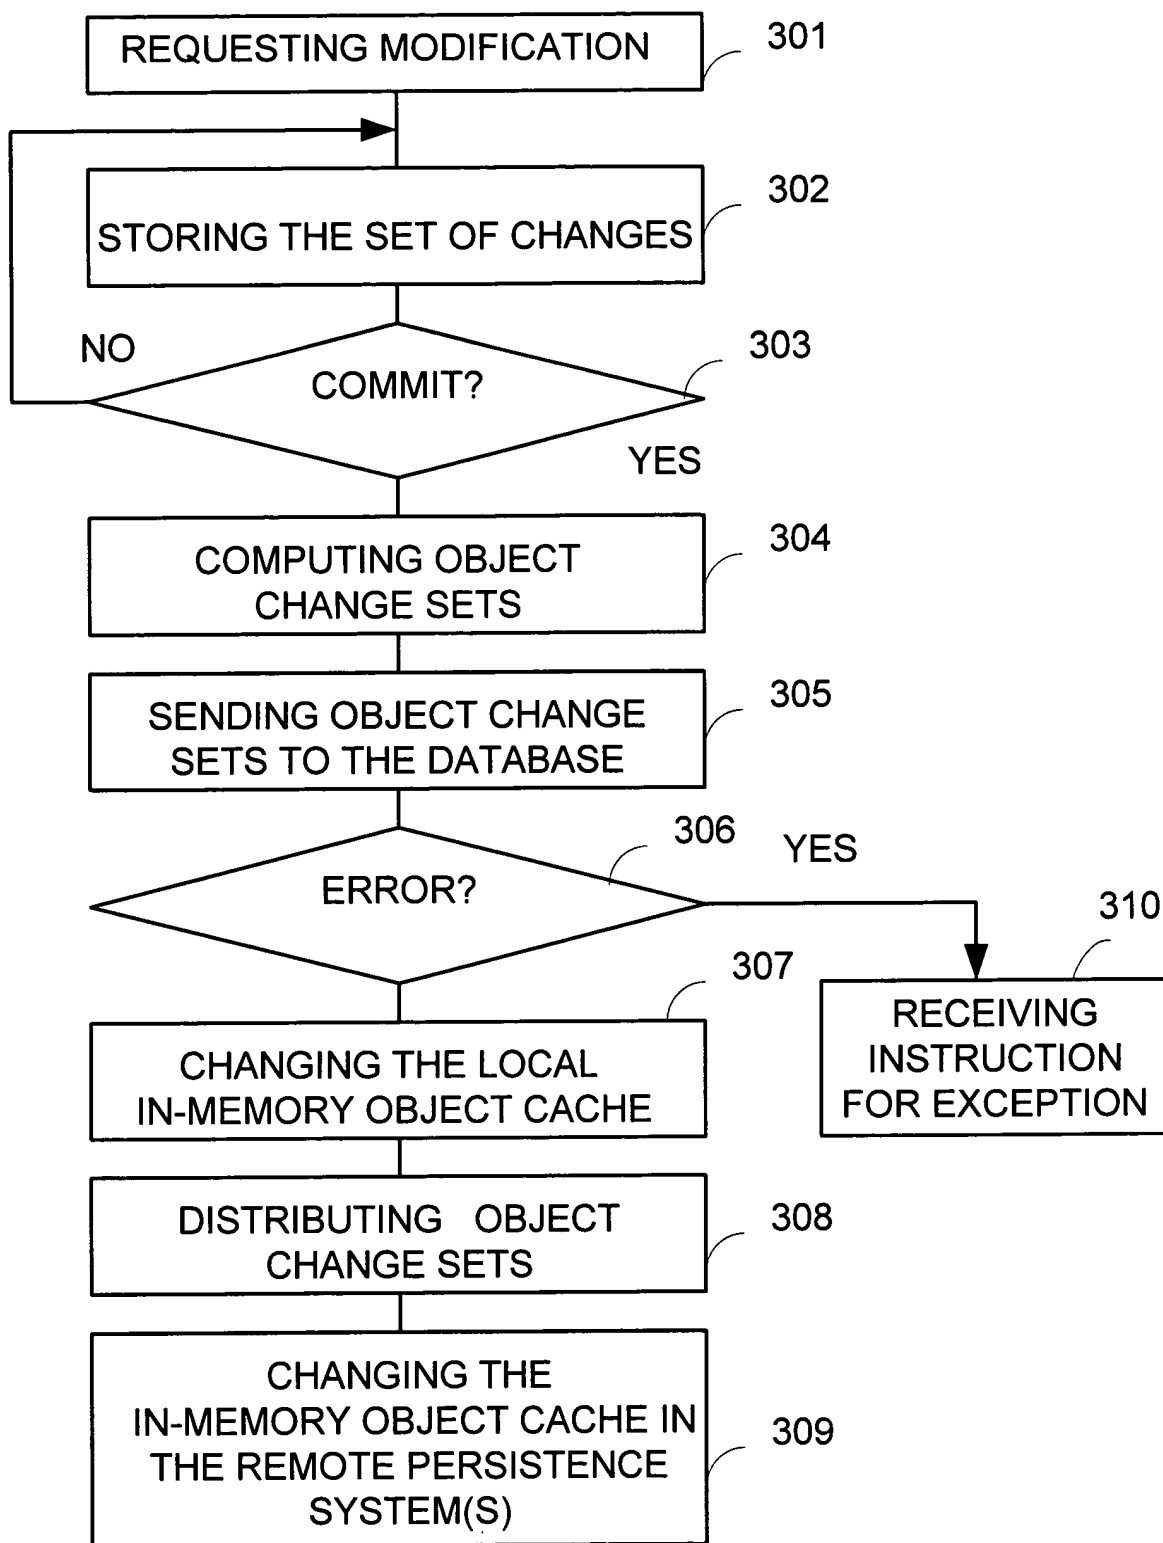 REQUESTING MODIFICATION
301
STORING THE SET OF CHANGES
302
NO
COMMIT?
303
YES
COMPUTING OBJECT
CHANGE SETS
304
SENDING OBJECT CHANGE
SETS TO THE DATABASE
305
ERROR?
306
YES
CHANGING THE LOCAL
IN-MEMORY OBJECT CACHE
307
RECEIVING
INSTRUCTION
FOR EXCEPTION
310
DISTRIBUTING OBJECT
CHANGE SETS
308
CHANGING THE
IN-MEMORY OBJECT CACHE IN
THE REMOTE PERSISTENCE
SYSTEM(S)
309